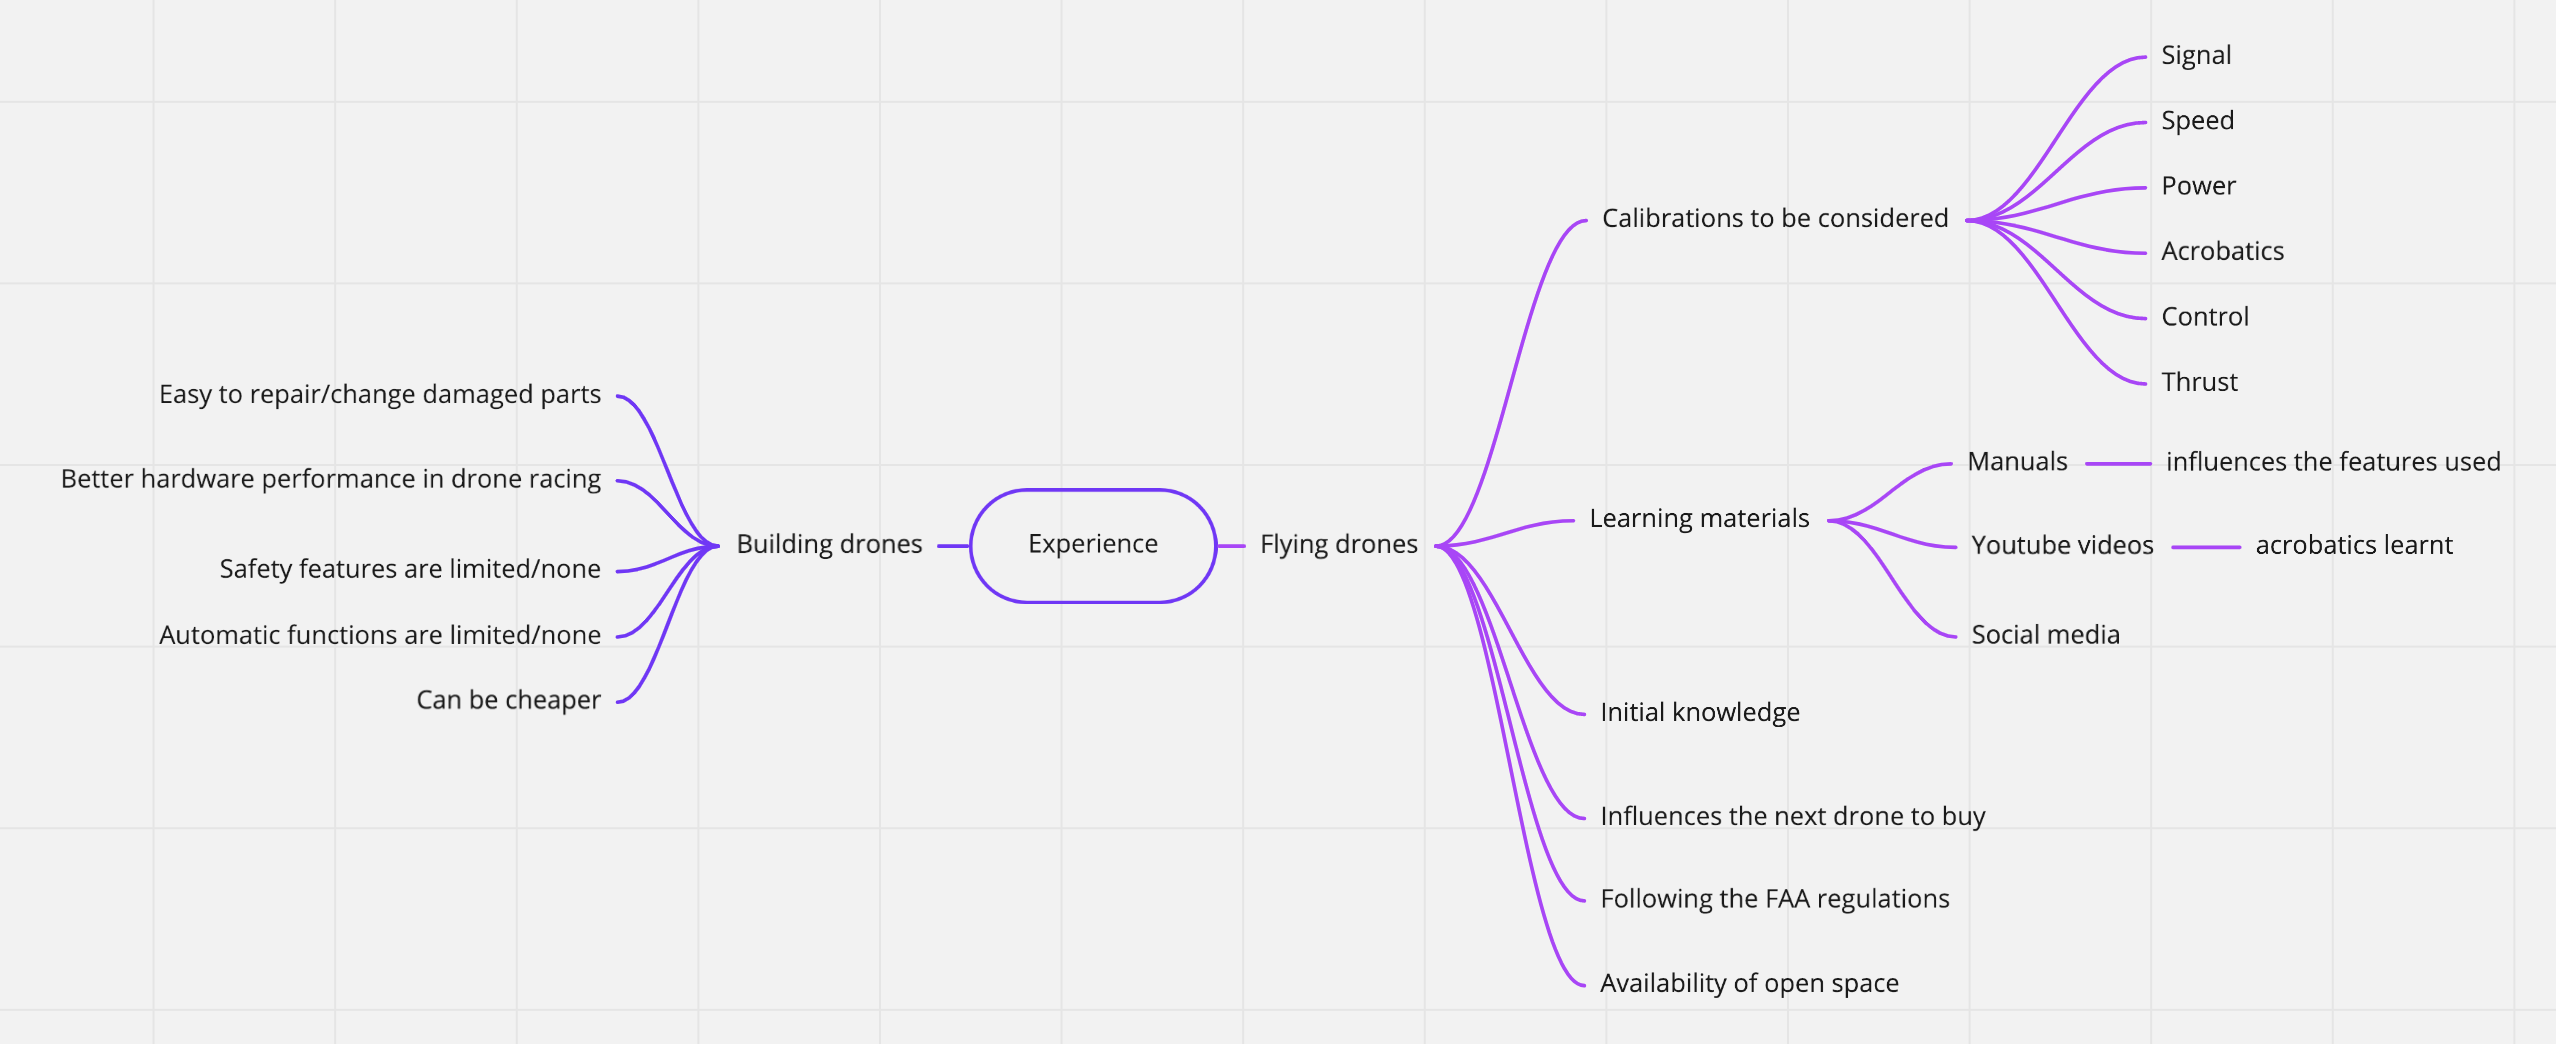 Easy to repair/change damaged parts
Better hardware performance in drone racing
Safety features are limited/none
Automatic functions are limited/none
Can be cheaper
Building drones
Experience
Flying drones
Calibrations to be considered
Signal
Speed
Power
Acrobatics
Control
Thrust
Learning materials
Manuals
influences the features used
Youtube videos
acrobatics learnt
Social media
Initial knowledge
Influences the next drone to buy
Following the FAA regulations
Availability of open space